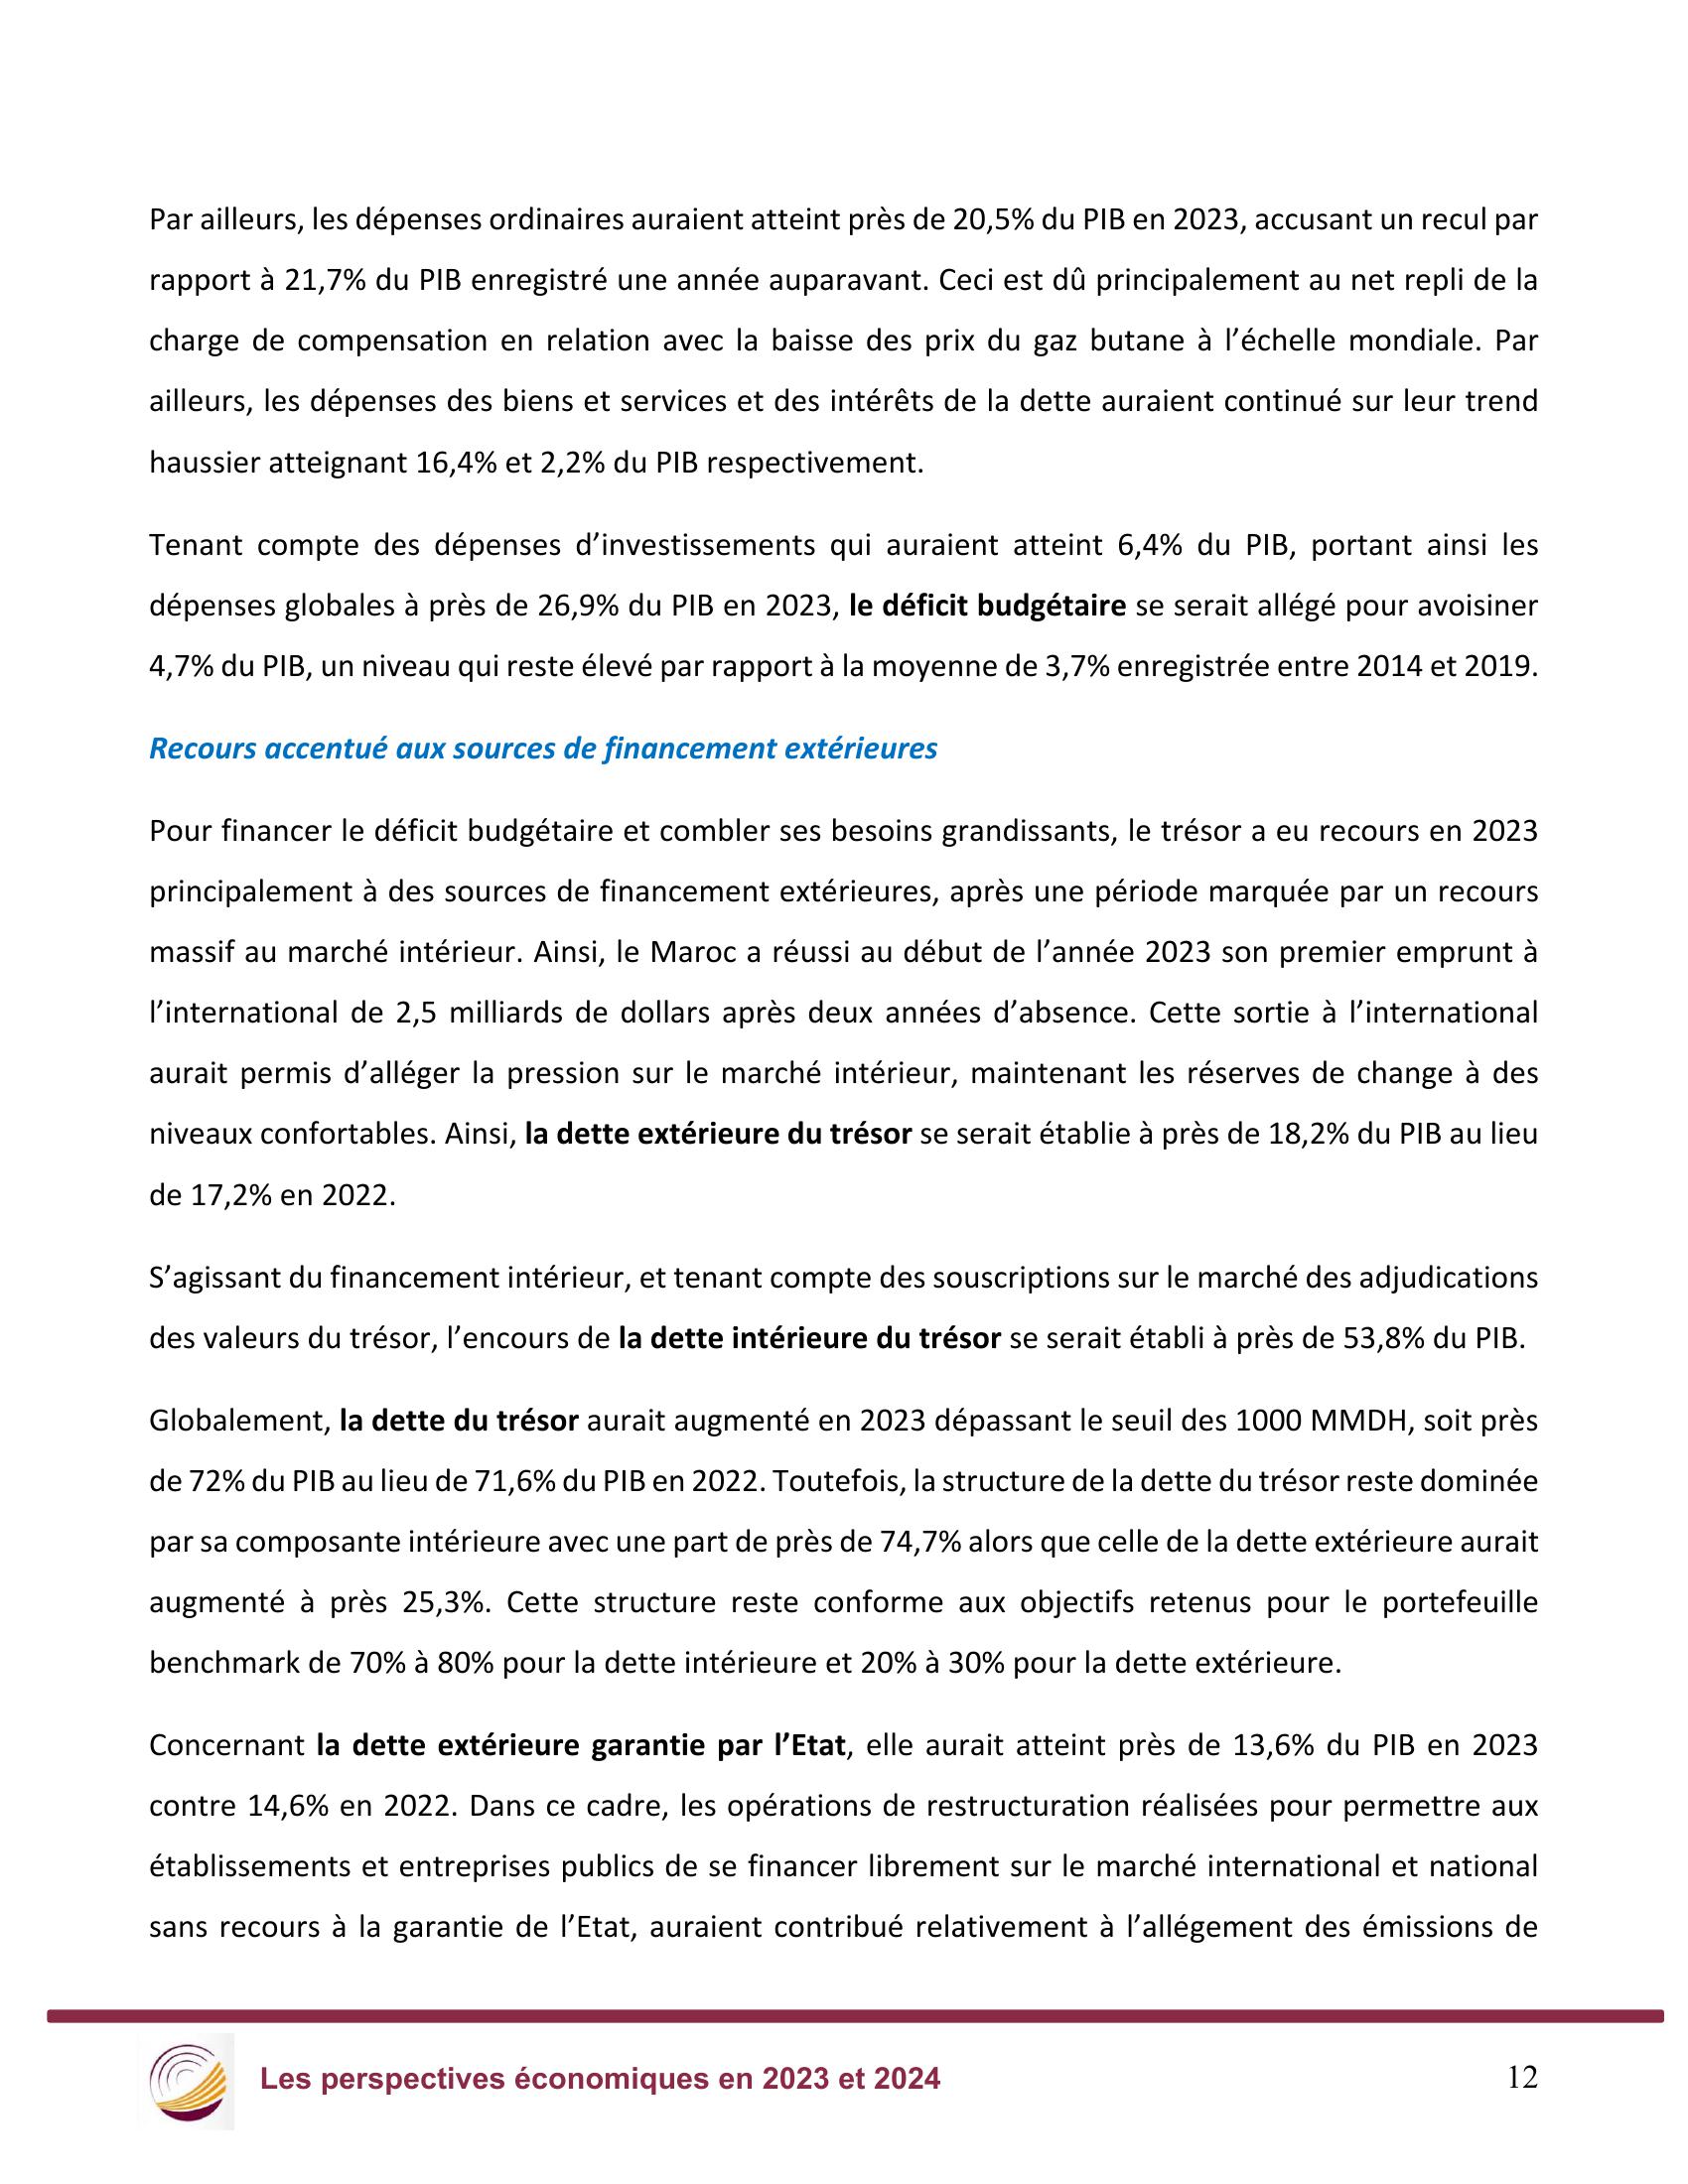 Par ailleurs, les dépenses ordinaires auraient atteint près de 20,5% du PIB en 2023, accusant un recul par
rapport à 21,7% du PIB enregistré une année auparavant. Ceci est dû principalement au net repli de la
charge de compensation en relation avec la baisse des prix du gaz butane à l’échelle mondiale. Par
ailleurs, les dépenses des biens et services et des intérêts de la dette auraient continué sur leur trend
haussier atteignant 16,4% et 2,2% du PIB respectivement.
Tenant compte des dépenses d’investissements qui auraient atteint 6,4% du PIB, portant ainsi les
dépenses globales à près de 26,9% du PIB en 2023, le déficit budgétaire se serait allégé pour avoisiner
4,7% du PIB, un niveau qui reste élevé par rapport à la moyenne de 3,7% enregistrée entre 2014 et 2019.
Recours accentué aux sources de financement extérieures
Pour financer le déficit budgétaire et combler ses besoins grandissants, le trésor a eu recours en 2023
principalement à des sources de financement extérieures, après une période marquée par un recours
massif au marché intérieur. Ainsi, le Maroc a réussi au début de l’année 2023 son premier emprunt à
l’international de 2,5 milliards de dollars après deux années d’absence. Cette sortie à l’international
aurait permis d’alléger la pression sur le marché intérieur, maintenant les réserves de change à des
niveaux confortables. Ainsi, la dette extérieure du trésor se serait établie à près de 18,2% du PIB au lieu
de 17,2% en 2022.
S’agissant du financement intérieur, et tenant compte des souscriptions sur le marché des adjudications
des valeurs du trésor, l’encours de la dette intérieure du trésor se serait établi à près de 53,8% du PIB.
Globalement, la dette du trésor aurait augmenté en 2023 dépassant le seuil des 1000 MMDH, soit près
de 72% du PIB au lieu de 71,6% du PIB en 2022. Toutefois, la structure de la dette du trésor reste dominée
par sa composante intérieure avec une part de près de 74,7% alors que celle de la dette extérieure aurait
augmenté à près 25,3%. Cette structure reste conforme aux objectifs retenus pour le portefeuille
benchmark de 70% à 80% pour la dette intérieure et 20% à 30% pour la dette extérieure.
Concernant la dette extérieure garantie par l’Etat, elle aurait atteint près de 13,6% du PIB en 2023
contre 14,6% en 2022. Dans ce cadre, les opérations de restructuration réalisées pour permettre aux
établissements et entreprises publics de se financer librement sur le marché international et national
sans recours à la garantie de l’Etat, auraient contribué relativement à l’allégement des émissions de
Les perspectives économiques en 2023 et 2024
12